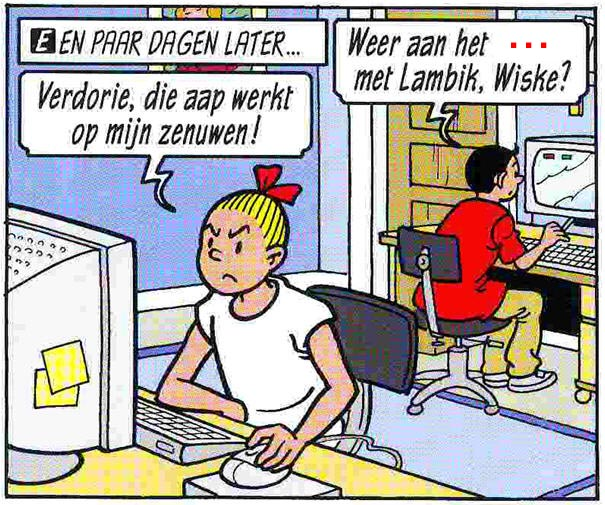 EEN PAAR DAGEN LATER...
Verdorie, die aap werkt
op mijn zenuwen!
Weer aan het ...
met Lambik, Wiske?